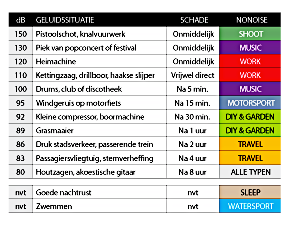 dB GELUIDSSITUATIE SCHADE NONOISE
150 Pistoolschot, knalvuurwerk Onmiddelijk SHOOT
130 Piek van popconcert of festival Onmiddelijk MUSIC
120 Heimachine Onmiddelijk WORK
110 Kettingzaag, drillboor, haakse slijper Vrijwel direct WORK
100 Drums, club of discotheek Na 5 min. MUSIC
95 Windgeruis op motorfiets Na 15 min. MOTORSPORT
92 Kleine compressor, boormachine Na 30 min. DIY & GARDEN
89 Grasmaaier Na 1 uur DIY & GARDEN
86 Druk stadsverkeer, passerende trein Na 2 uur TRAVEL
83 Passagiersvliegtuig, stemverheffing Na 4 uur TRAVEL
80 Houtzagen, akoestische gitaar Na 8 uur ALLE TYPEN
nvt Goede nachtrust nvt SLEEP
nvt Zwemmen nvt WATERSPORT